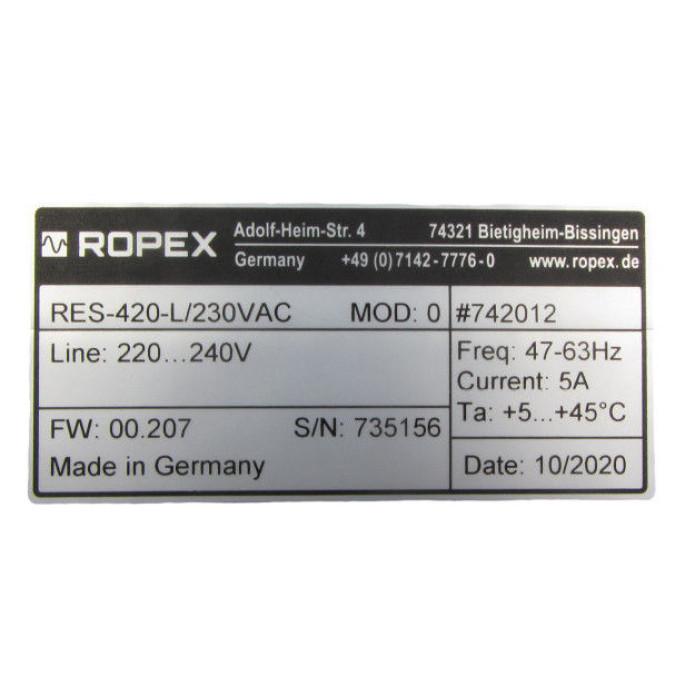 ROPEX
Adolf-Heim-Str. 4 74321 Bietigheim-Bissingen
Germany +49 (0)7142-7776-0 www.ropex.de
RES-420-L/230VAC MOD: 0 #742012
Line: 220...240V
Freq: 47-63Hz
Current: 5A
Ta: +5...+45°C
FW: 00.207 S/N: 735156
Made in Germany
Date: 10/2020